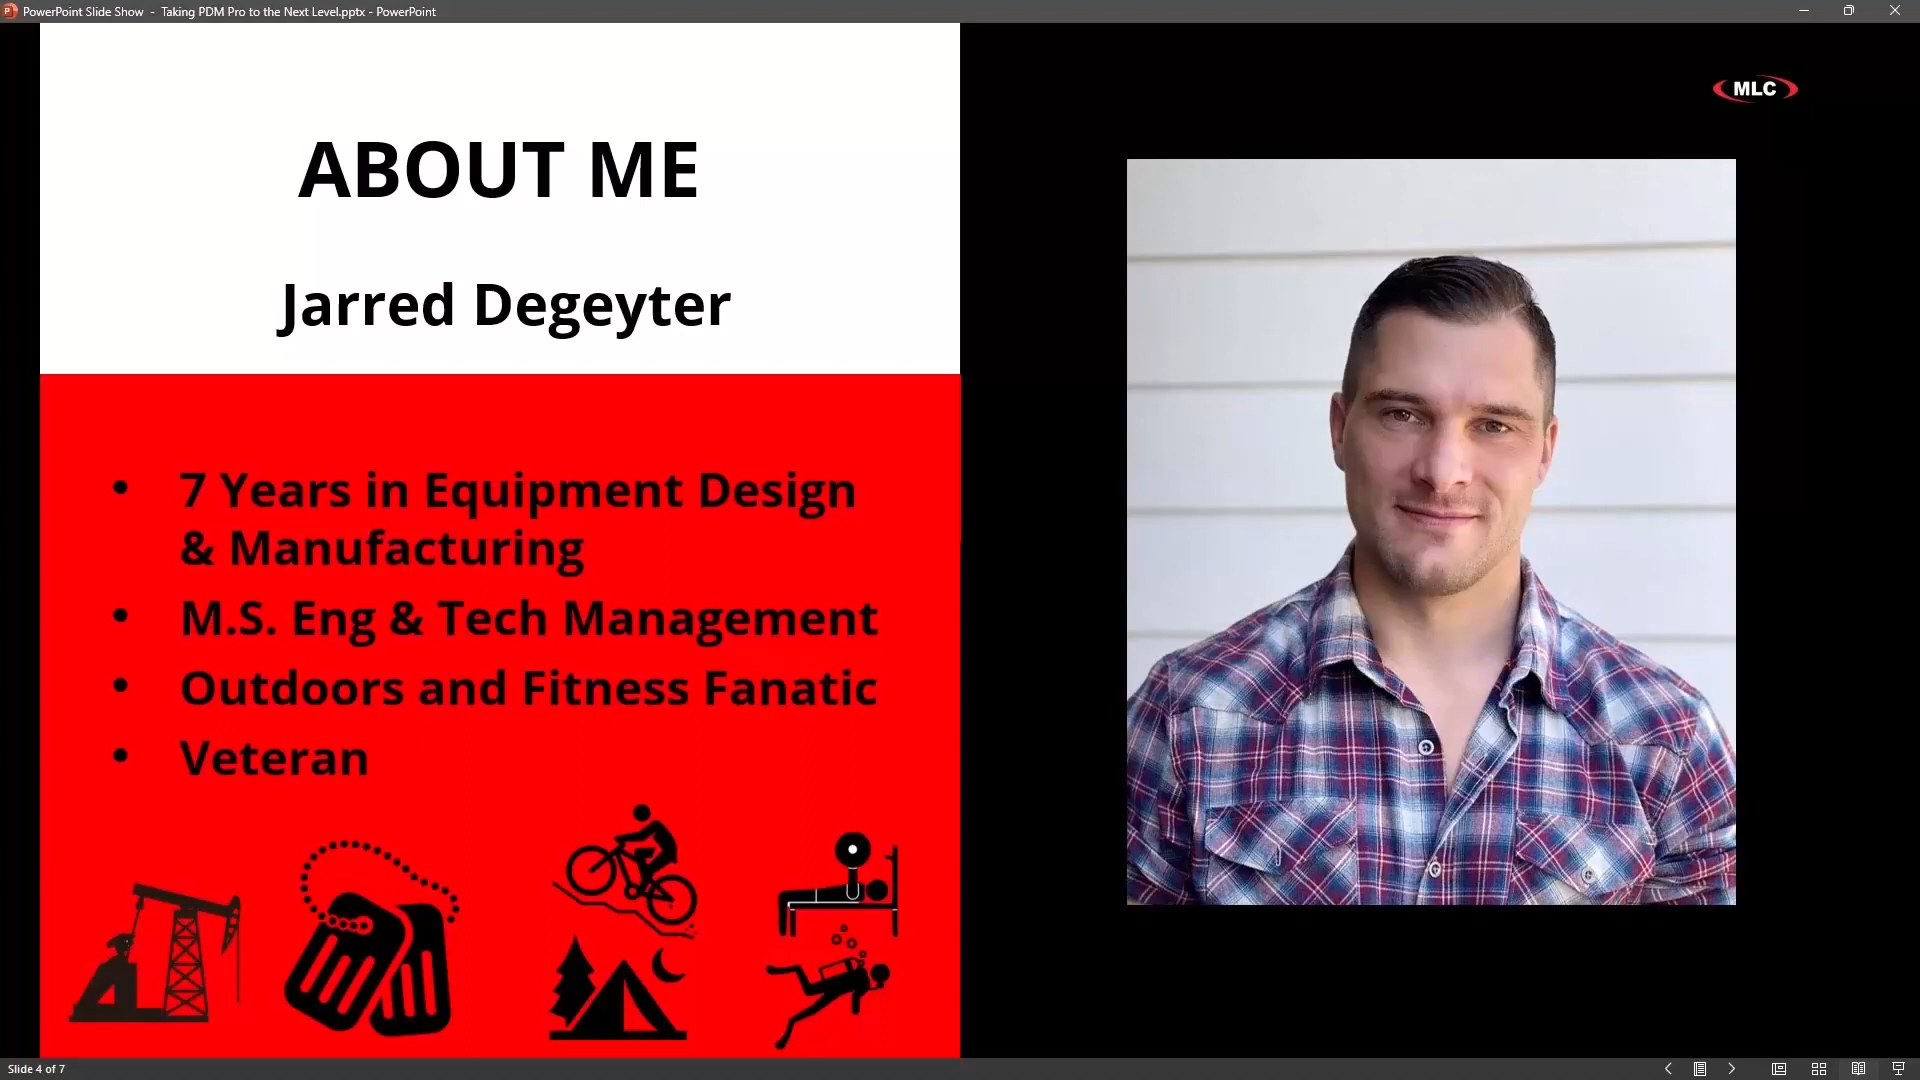 PowerPoint Slide Show - Taking PDM Pro to the Next Level.pptx - PowerPoint
MLC
ABOUT ME
Jarred Degeyter
• 7 Years in Equipment Design
& Manufacturing
• M.S. Eng & Tech Management
• Outdoors and Fitness Fanatic
• Veteran
Slide 4 of 7